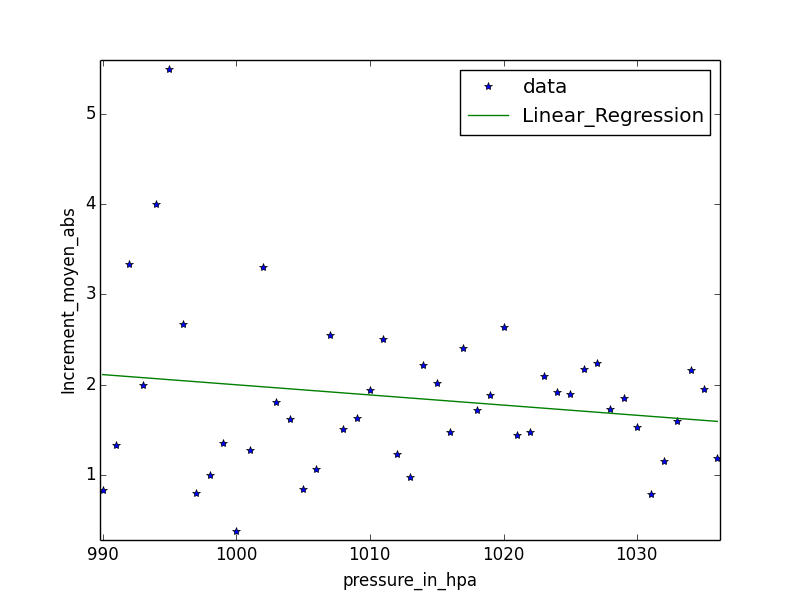 data
Linear_Regression
5
4
3
2
1
Increment_moyen_abs
990 1000 1010 1020 1030
pressure_in_hpa